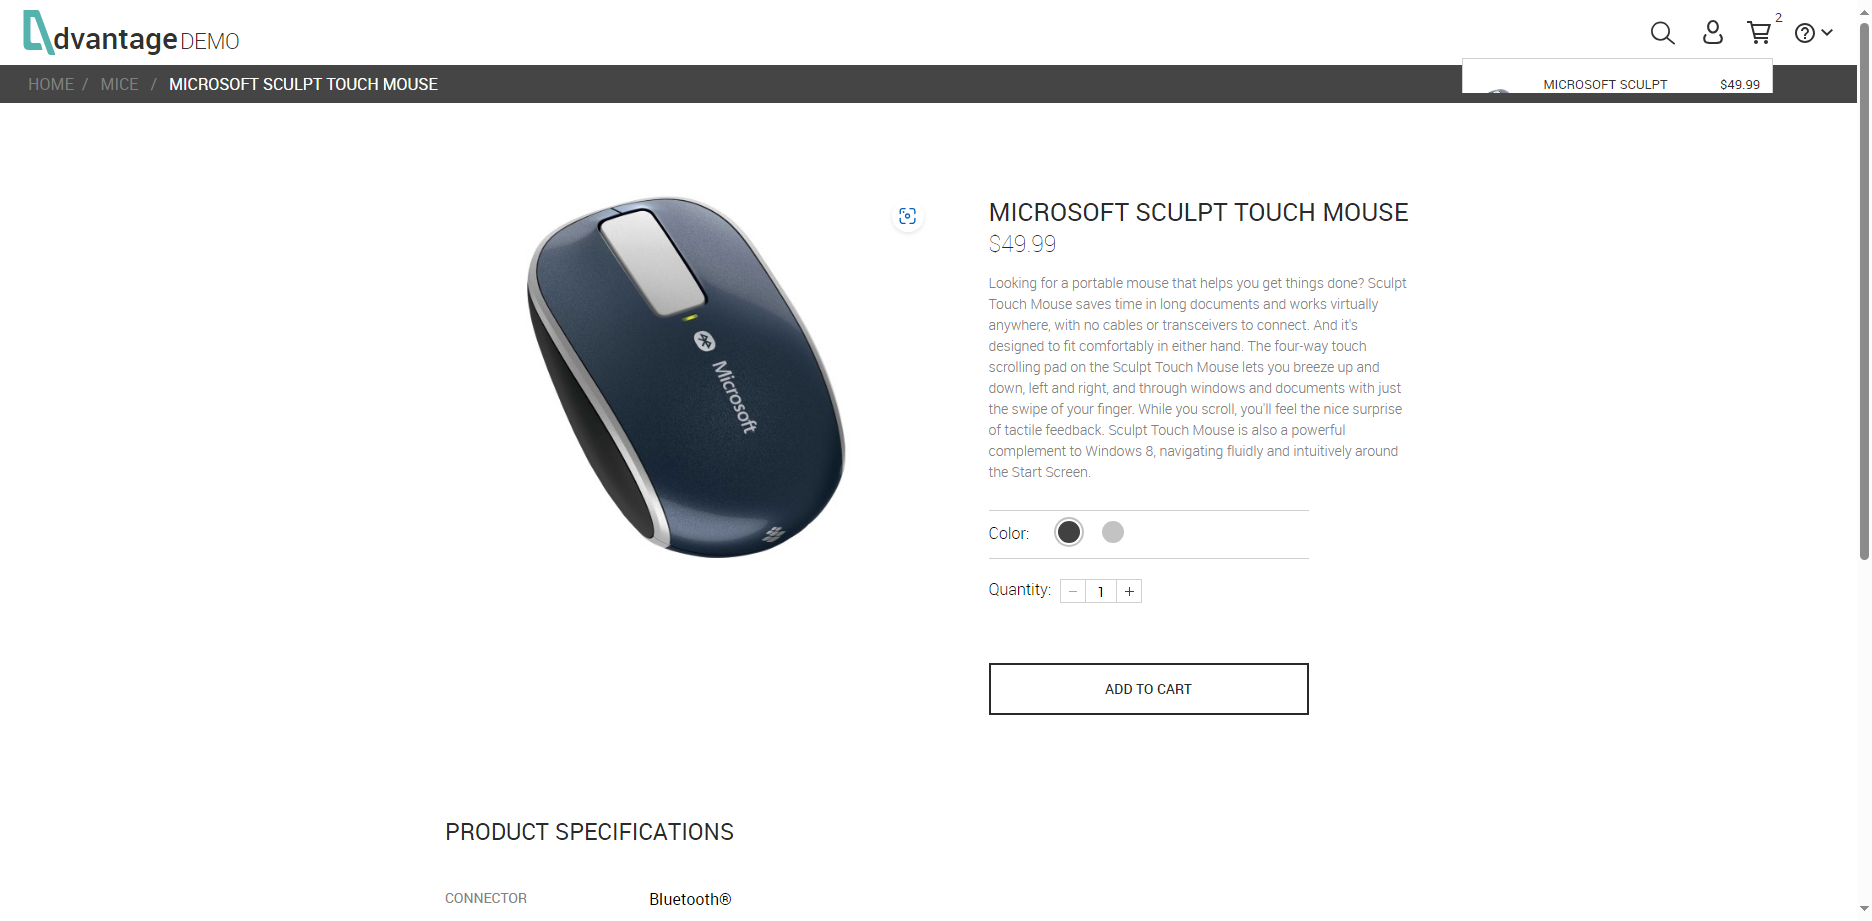 dvantage DEMO
2
HOME / MICE / MICROSOFT SCULPT TOUCH MOUSE
MICROSOFT SCULPT $49.99
Microsoft
MICROSOFT SCULPT TOUCH MOUSE
$49.99
Looking for a portable mouse that helps you get things done? Sculpt
Touch Mouse saves time in long documents and works virtually
anywhere, with no cables or transceivers to connect. And it's
designed to fit comfortably in either hand. The four-way touch
scrolling pad on the Sculpt Touch Mouse lets you breeze up and
down, left and right, and through windows and documents with just
the swipe of your finger. While you scroll, you'll feel the nice surprise
of tactile feedback. Sculpt Touch Mouse is also a powerful
complement to Windows 8, navigating fluidly and intuitively around
the Start Screen.
Color:
Quantity: − 1 +
ADD TO CART
PRODUCT SPECIFICATIONS
CONNECTOR Bluetooth®